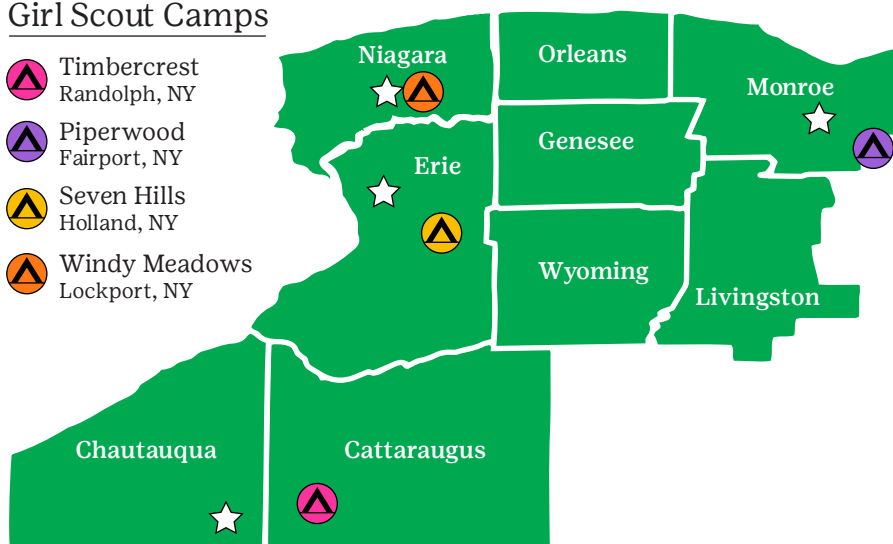 Girl Scout Camps
Timbercrest
Randolph, NY
Piperwood
Fairport, NY
Seven Hills
Holland, NY
Windy Meadows
Lockport, NY
Niagara
Orleans
Monroe
Genesee
Erie
Wyoming
Livingston
Chautauqua
Cattaraugus